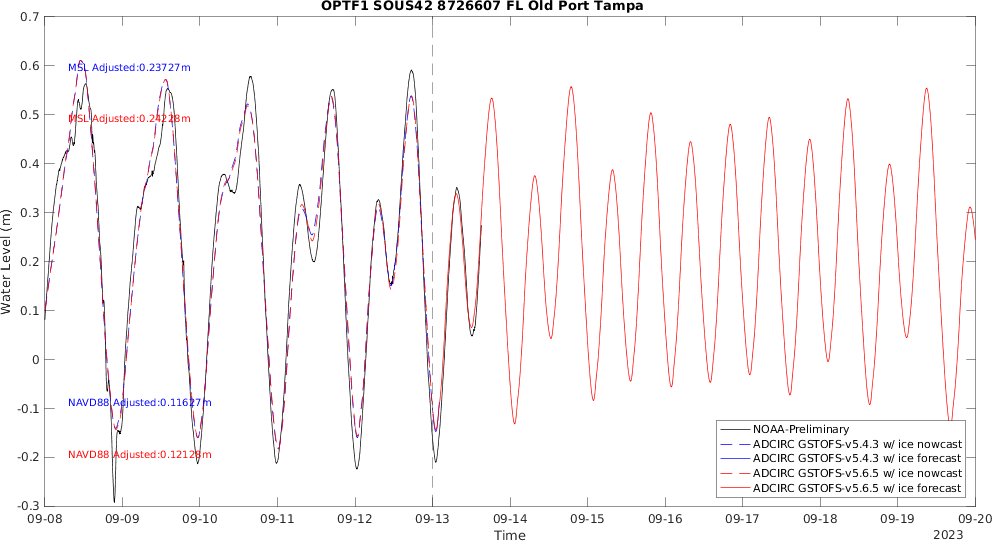 OPTF1 SOUS42 8726607 FL Old Port Tampa
0.7
0.6
0.5
0.4
0.3
0.2
0.1
0
-0.1
-0.2
-0.3
Water Level (m)
MSL Adjusted:0.23727m
MSL Adjusted:0.24228m
NAVD88 Adjusted:0.11627m
NAVD88 Adjusted:0.12128m
NOAA-Preliminary
ADCIRC GSTOFS-v5.4.3 w/ ice nowcast
ADCIRC GSTOFS-v5.4.3 w/ ice forecast
ADCIRC GSTOFS-v5.6.5 w/ ice nowcast
ADCIRC GSTOFS-v5.6.5 w/ ice forecast
09-08 09-09 09-10 09-11 09-12 09-13 09-14 09-15 09-16 09-17 09-18 09-19 09-20
Time
2023